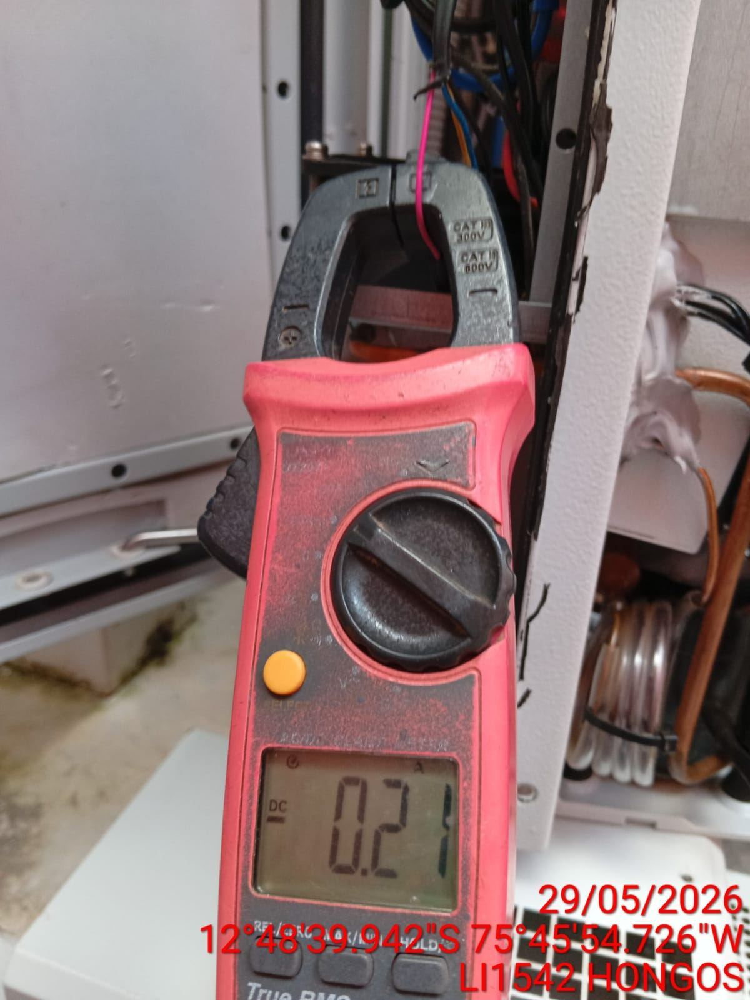 CAT III
300V
CAT II
600V
DC
A
0.21
HOLD/
True RMS
29/05/2026
12°48'39.942"S 75°45'54.726"W
LI1542 HONGOS